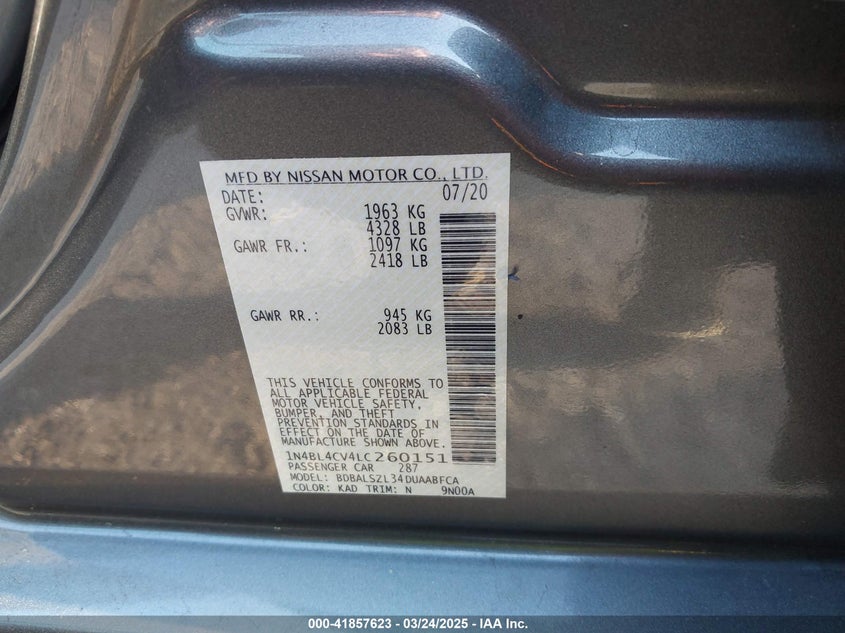 MFD BY NISSAN MOTOR CO., LTD.
DATE: 07/20
GVWR: 1963 KG
4328 LB
GAWR FR.: 1097 KG
2418 LB
GAWR RR.: 945 KG
2083 LB
THIS VEHICLE CONFORMS TO
ALL APPLICABLE FEDERAL
MOTOR VEHICLE SAFETY,
BUMPER, AND THEFT
PREVENTION STANDARDS IN
EFFECT ON THE DATE OF
MANUFACTURE SHOWN ABOVE.
1N4BL4CV4LC260151
PASSENGER CAR 287
MODEL: BDBALSZL34DUAABFCA
COLOR: KAD TRIM: N 9N00A
000-41857623 - 03/24/2025 - IAA Inc.